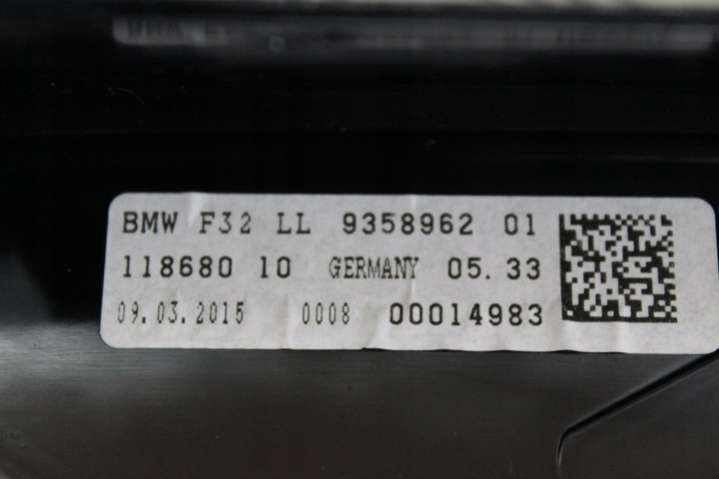 BMW F32 LL 9358962 01
118680 10 GERMANY 05.33
09.03.2015 0008 00014983